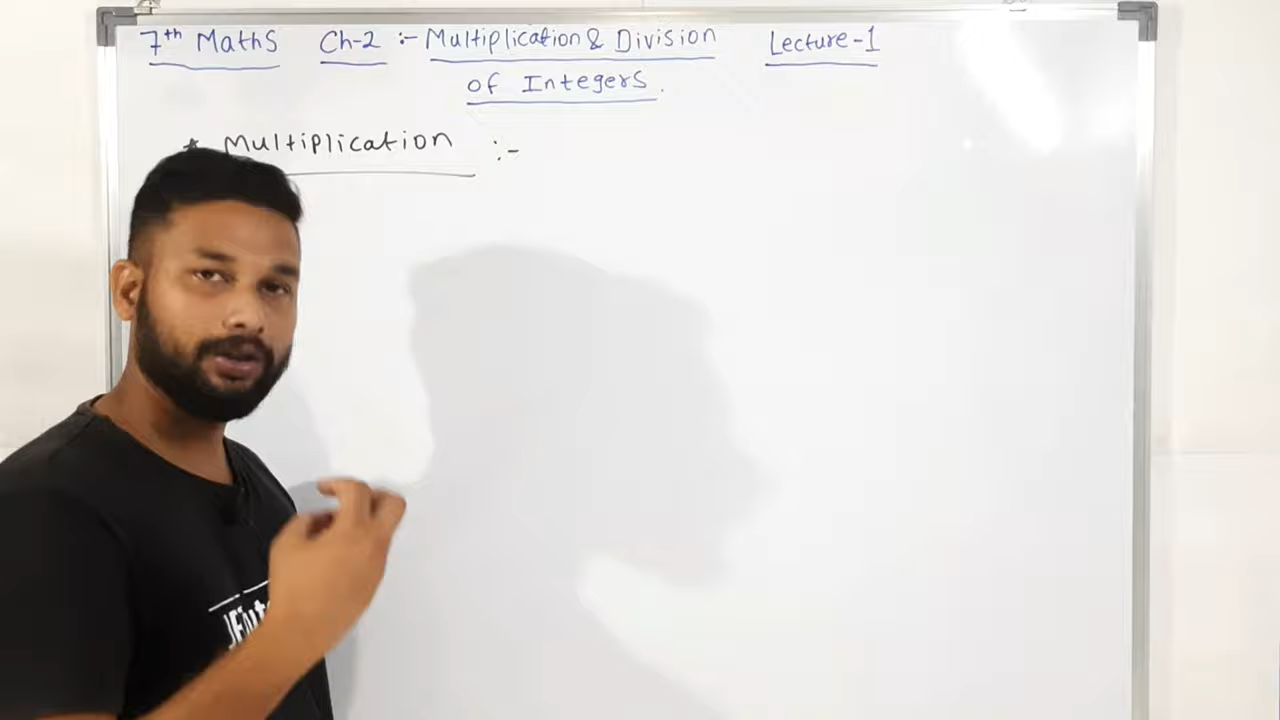 7th Maths Ch-2 :- Multiplication & Division Lecture-1
of Integers.
* Multiplication :-